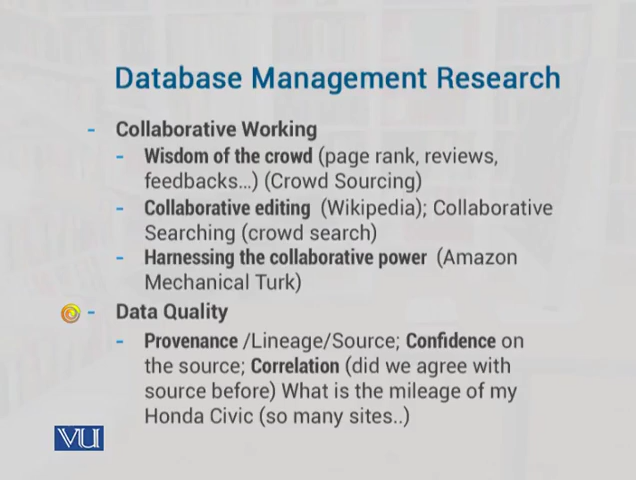 Database Management Research
- Collaborative Working
- Wisdom of the crowd (page rank, reviews,
feedbacks...) (Crowd Sourcing)
- Collaborative editing (Wikipedia); Collaborative
Searching (crowd search)
- Harnessing the collaborative power (Amazon
Mechanical Turk)
- Data Quality
- Provenance /Lineage/Source; Confidence on
the source; Correlation (did we agree with
source before) What is the mileage of my
Honda Civic (so many sites..)
VU